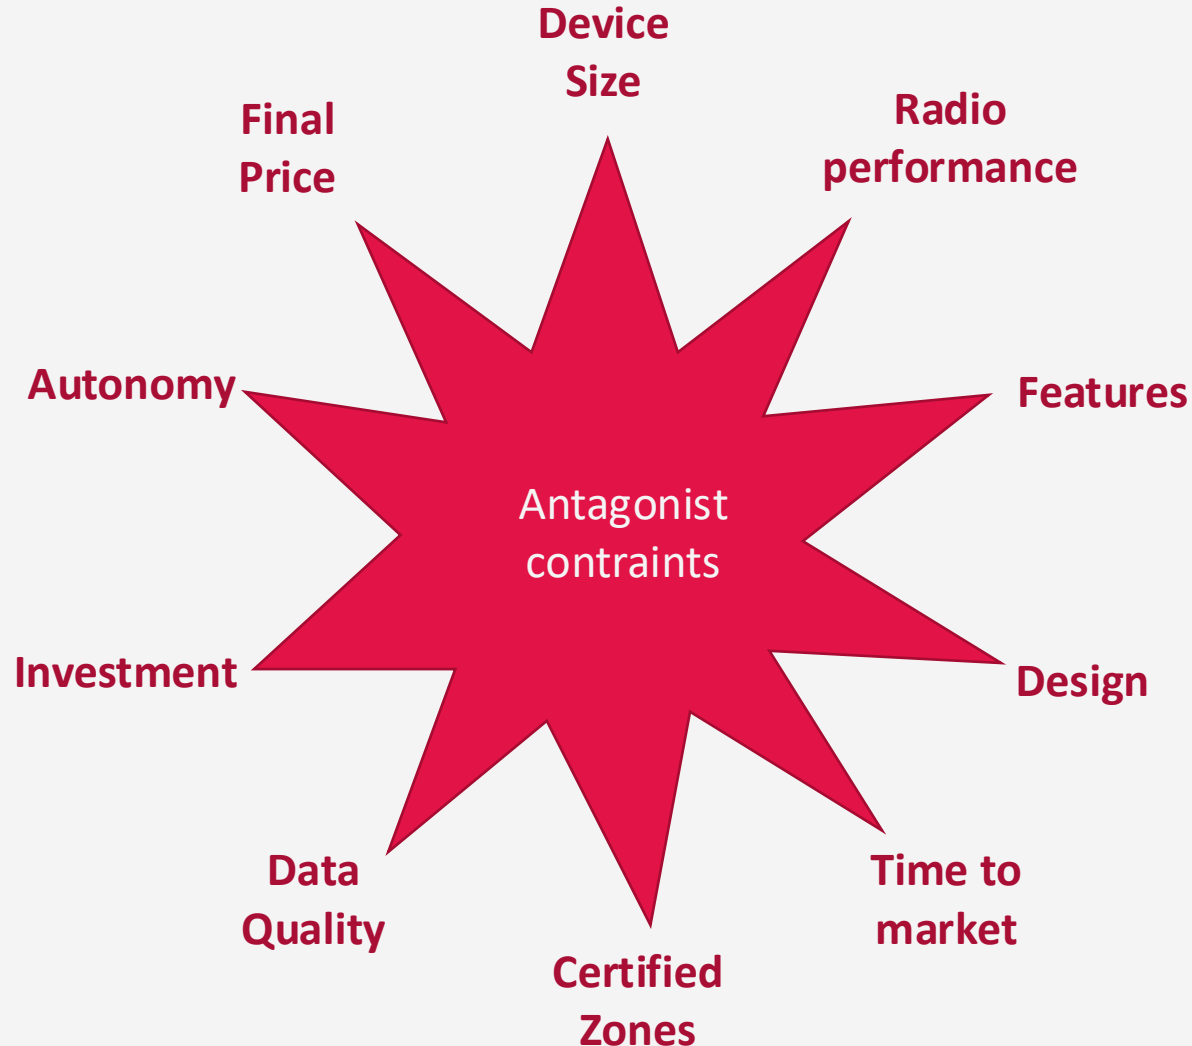 Device
Size
Radio
performance
Final
Price
Autonomy
Features
Antagonist
contraints
Investment
Design
Data
Quality
Time to
market
Certified
Zones